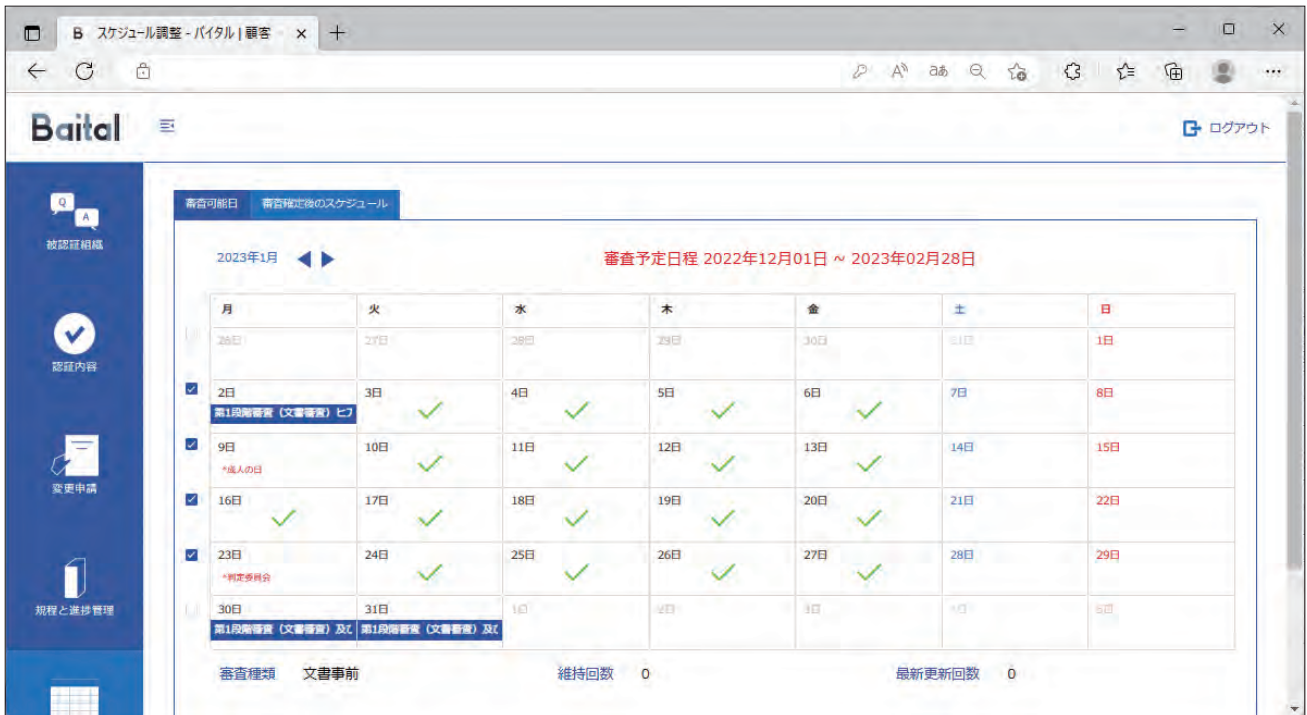 B スケジュール調整 - バイタル | 顧客
Baital
ログアウト
Q
A
被認証組織
認証内容
変更申請
規程と進捗管理
審査可能日 審査確定後のスケジュール
2023年1月 審査予定日程 2022年12月01日 ~ 2023年02月28日
月 火 水 木 金 土 日
26日 27日 28日 29日 30日 31日 1日
2日 3日 4日 5日 6日 7日 8日
第1段階審査（文書審査）
9日 10日 11日 12日 13日 14日 15日
*成人の日
16日 17日 18日 19日 20日 21日 22日
23日 24日 25日 26日 27日 28日 29日
*判定委員会
30日 31日 1日 2日 3日 4日 5日
第1段階審査（文書審査）及び 第1段階審査（文書審査）及び
審査種類 文書事前 維持回数 0 最新更新回数 0